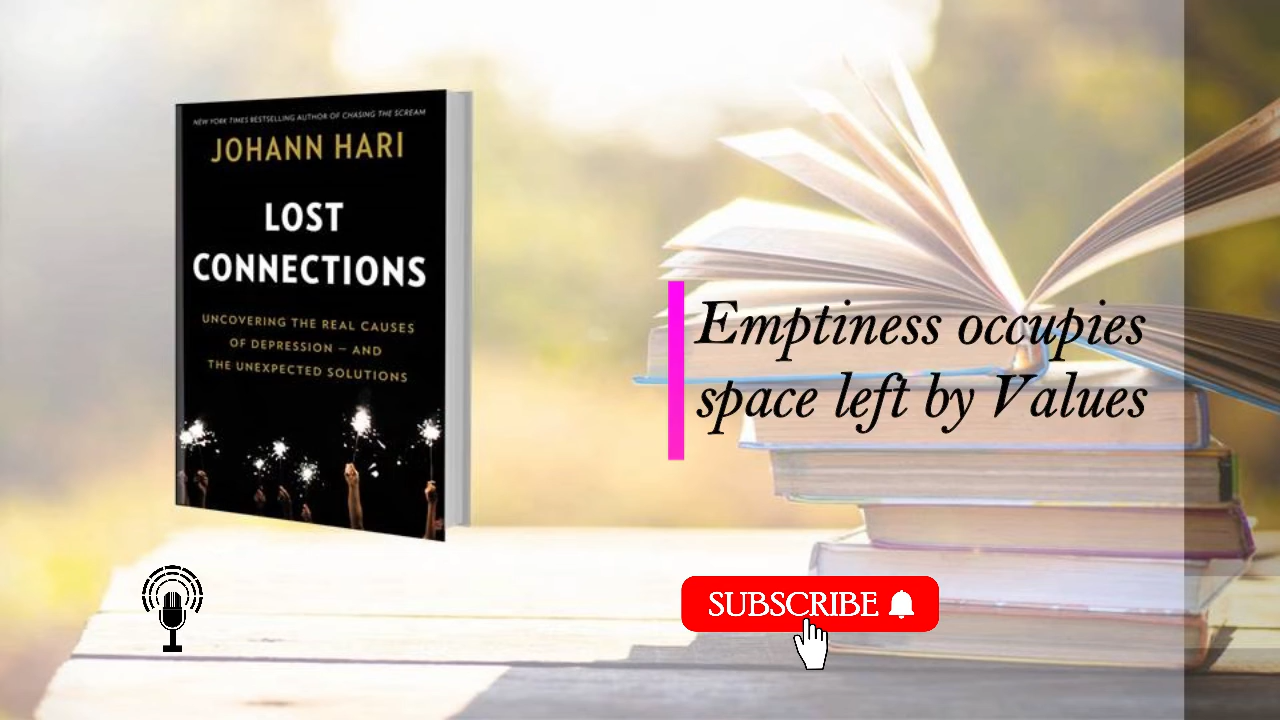 NEW YORK TIMES BESTSELLING AUTHOR OF CHASING THE SCREAM
JOHANN HARI
LOST
CONNECTIONS
UNCOVERING THE REAL CAUSES
OF DEPRESSION – AND
THE UNEXPECTED SOLUTIONS
Emptiness occupies
space left by Values
SUBSCRIBE